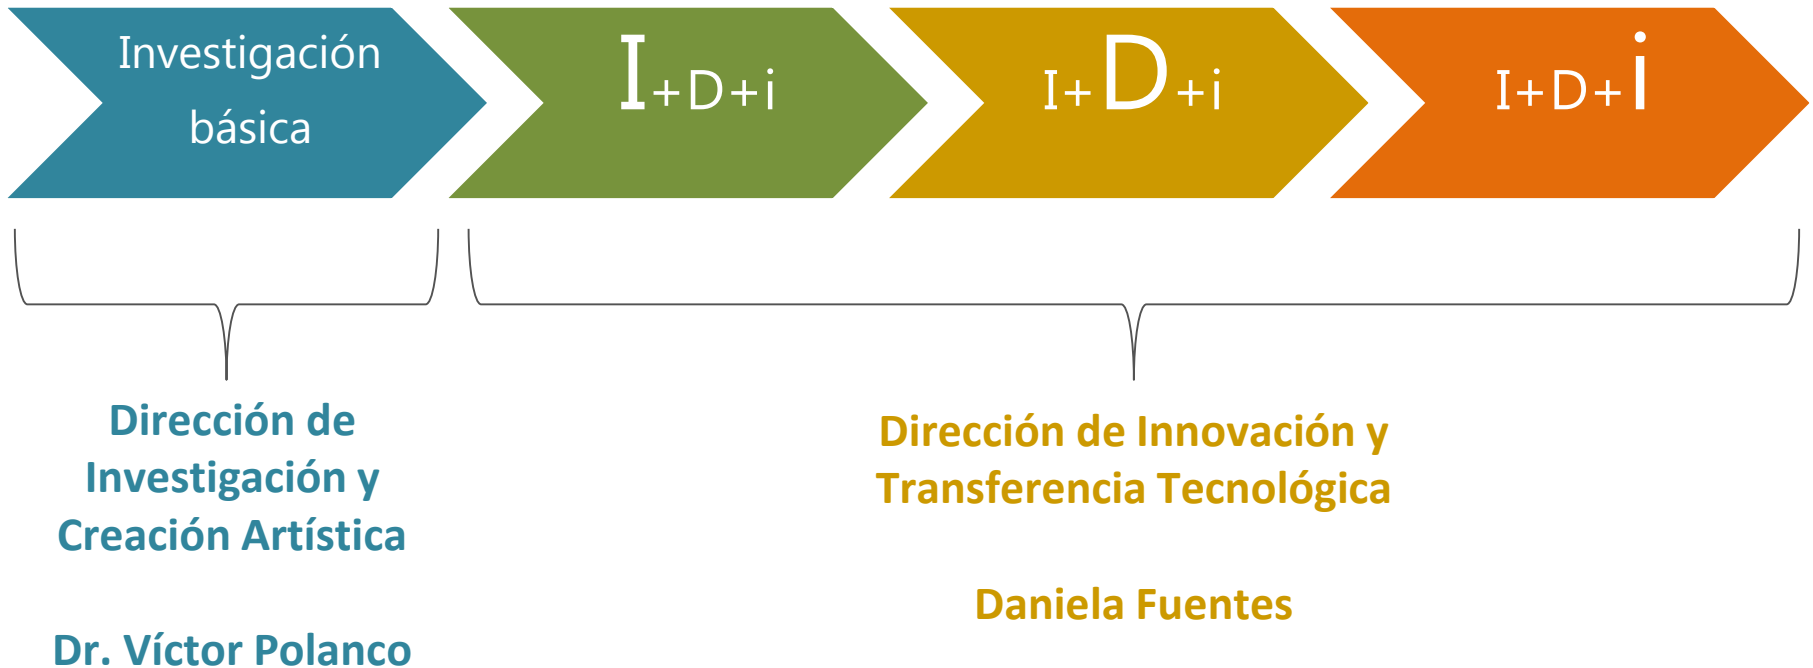 Investigación
básica
I+D+i
I+D+i
I+D+i
Dirección de
Investigación y
Creación Artística
Dr. Víctor Polanco
Dirección de Innovación y
Transferencia Tecnológica
Daniela Fuentes